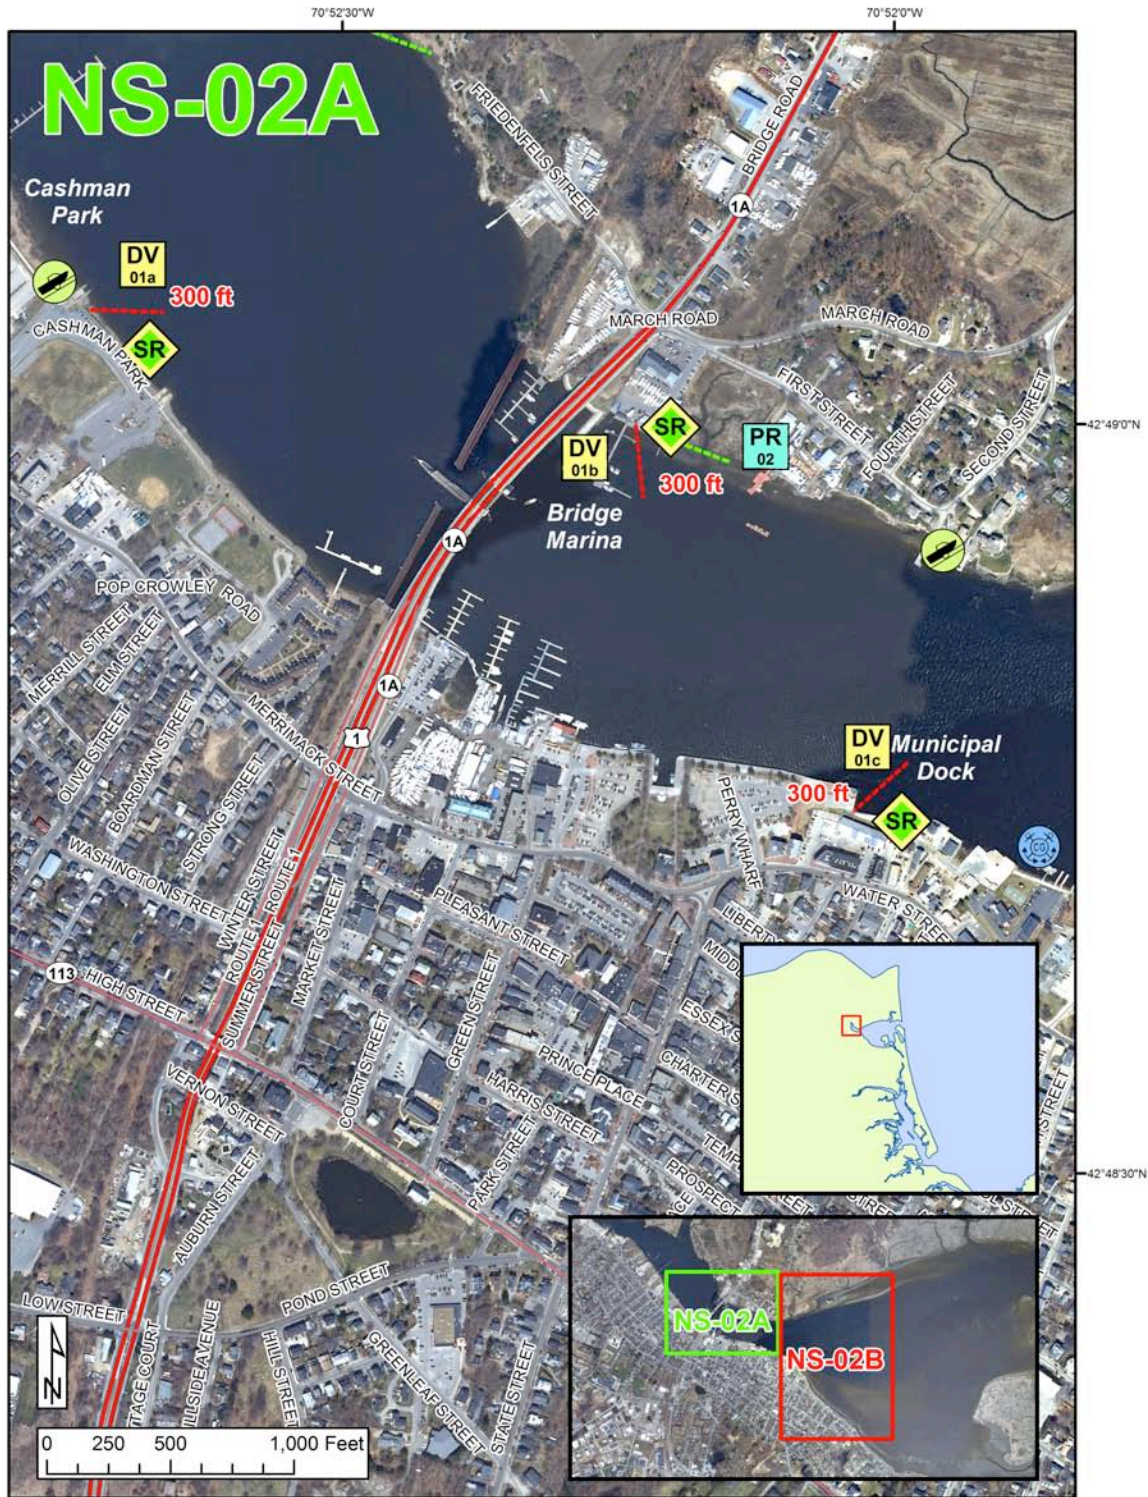 70°52'30"W
70°52'0"W
NS-02A
Cashman
Park
DV
01a
300 ft
SR
CASHMAN PARK
FRIEDENFELS STREET
BRIDGE ROAD
1A
MARCH ROAD
MARCH ROAD
FIRST STREET
FOURTH STREET
SECOND STREET
42°49'0"N
SR
DV
01b
PR
02
300 ft
Bridge
Marina
1A
POP CROWLEY ROAD
MERRILL STREET
ELM STREET
OLIVE STREET
BOARDMAN STREET
STRONG STREET
MERRIMACK STREET
1A
1
DV
01c
Municipal
Dock
300 ft
SR
CG
PERRY WHARF
WATER STREET
WASHINGTON STREET
WINTER STREET
ROUTE 1
ROUTE 1
SUMMER STREET
MARKET STREET
PLEASANT STREET
GREEN STREET
113
HIGH STREET
COURT STREET
VERNON STREET
PRINCE PLACE
HARRIS STREET
PARK STREET
AUBURN STREET
POND STREET
LOW STREET
HILL STREET
GREENLEAF STREET
STATE STREET
42°48'30"N
NS-02A
NS-02B
N
0 250 500 1,000 Feet